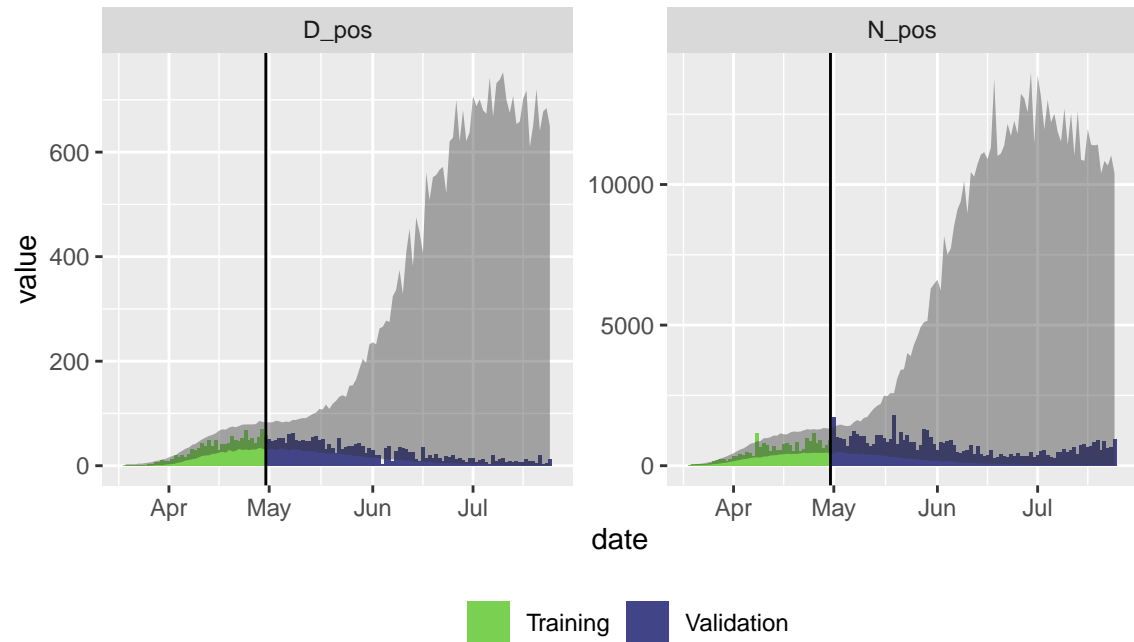 D_pos
N_pos
value
600
400
200
0
10000
5000
0
Apr May Jun Jul
Apr May Jun Jul
date
Training Validation